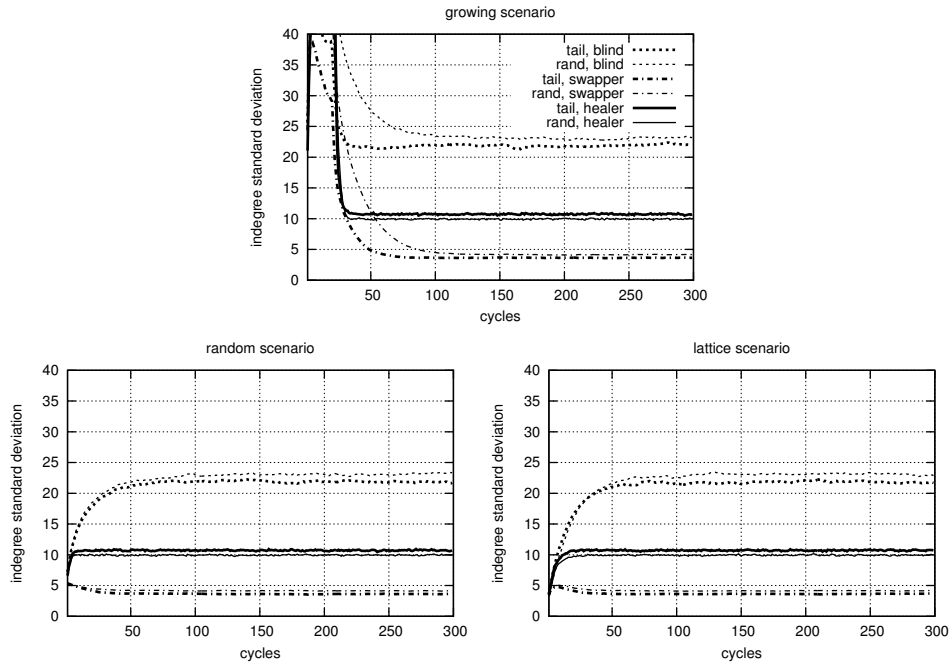 growing scenario
40
35
30
25
20
15
10
5
0
indegree standard deviation
tail, blind
rand, blind
tail, swapper
rand, swapper
tail, healer
rand, healer
50 100 150 200 250 300
cycles
random scenario
40
35
30
25
20
15
10
5
0
indegree standard deviation
50 100 150 200 250 300
cycles
lattice scenario
40
35
30
25
20
15
10
5
0
indegree standard deviation
50 100 150 200 250 300
cycles